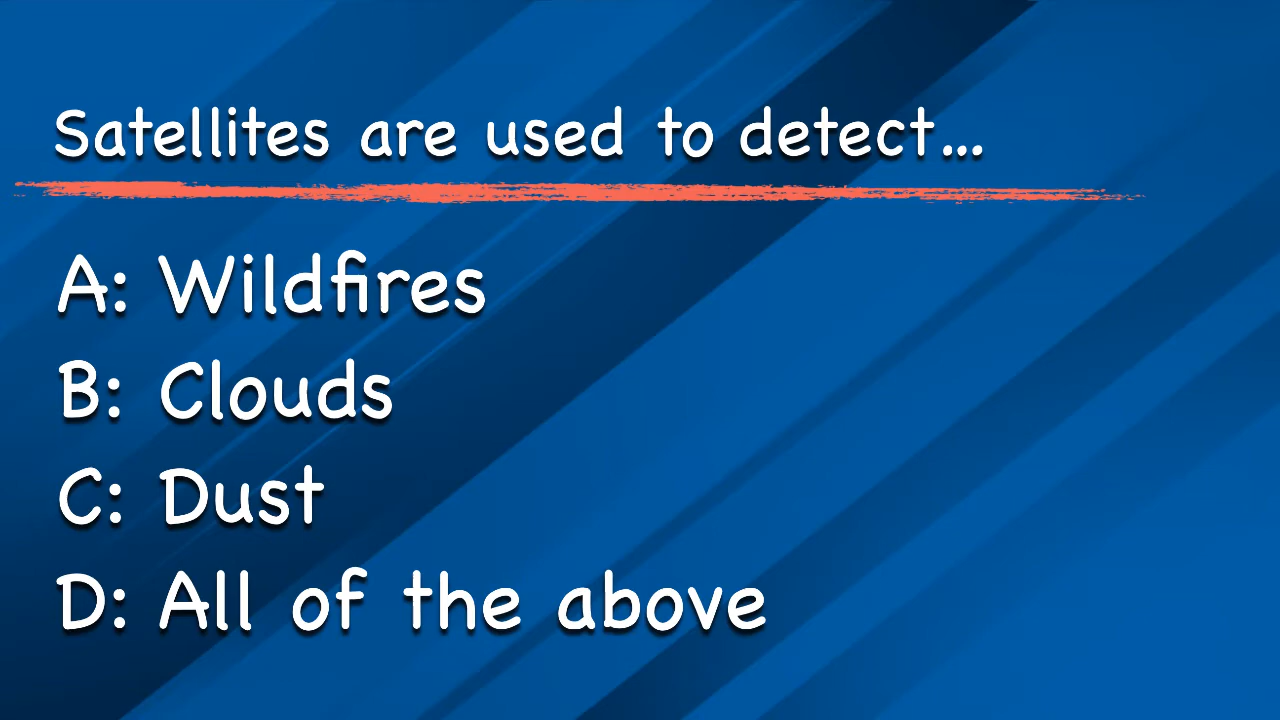 Satellites are used to detect...
A: Wildfires
B: Clouds
C: Dust
D: All of the above